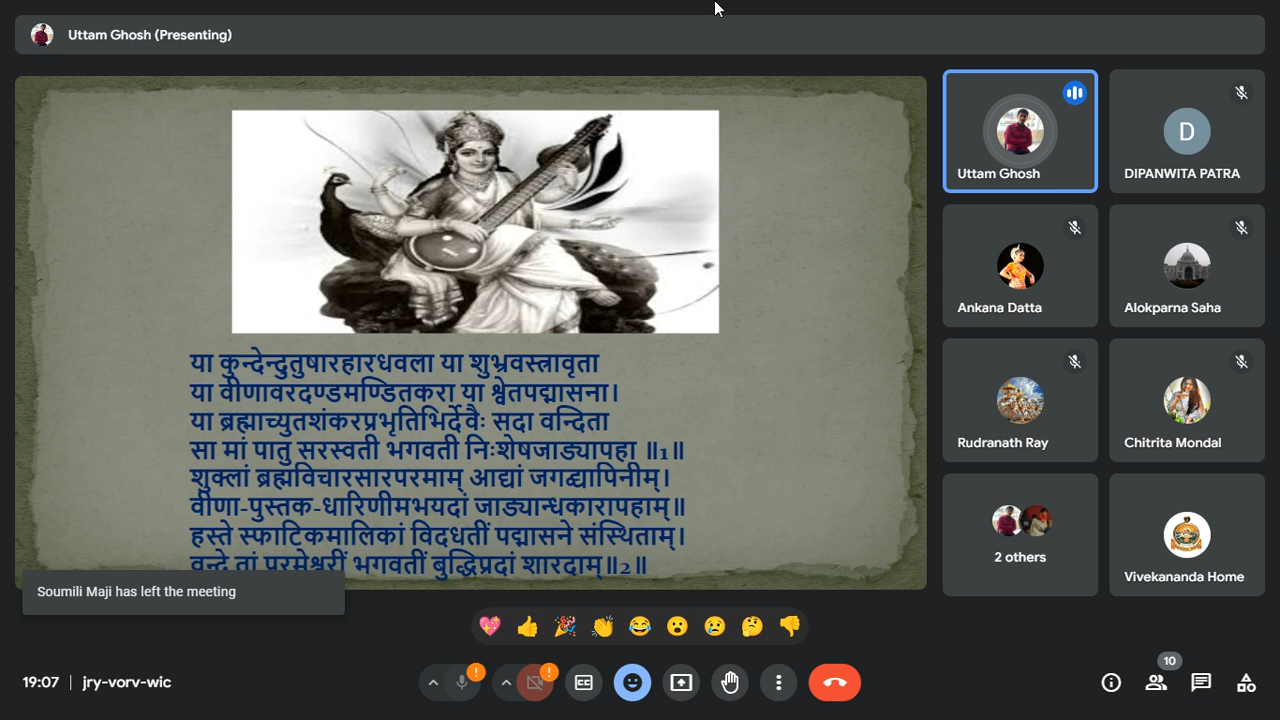 Uttam Ghosh (Presenting)
या कुन्देन्दुतुषारहारधवला या शुभ्रवस्त्रावृता
या वीणावरदण्डमण्डितकरा या श्वेतपद्मासना।
या ब्रह्माच्युतशंकरप्रभृतिभिर्देवैः सदा वन्दिता
सा मां पातु सरस्वती भगवती निःशेषजाड्यापहा ॥1॥
शुक्लां ब्रह्मविचारसारपरमाम् आद्यां जगद्व्यापिनीम्।
वीणा-पुस्तक-धारिणीमभयदां जाड्यान्धकारापहाम्॥
हस्ते स्फाटिकमालिकां विदधतीं पद्मासने संस्थिताम्।
वन्दे तां परमेश्वरीं भगवतीं बुद्धिप्रदां शारदाम्॥2॥
Soumili Maji has left the meeting
Uttam Ghosh
D
DIPANWITA PATRA
Ankana Datta
Alokparna Saha
Rudranath Ray
Chitrita Mondal
2 others
Vivekananda Home
19:07 | jry-vorv-wic
10